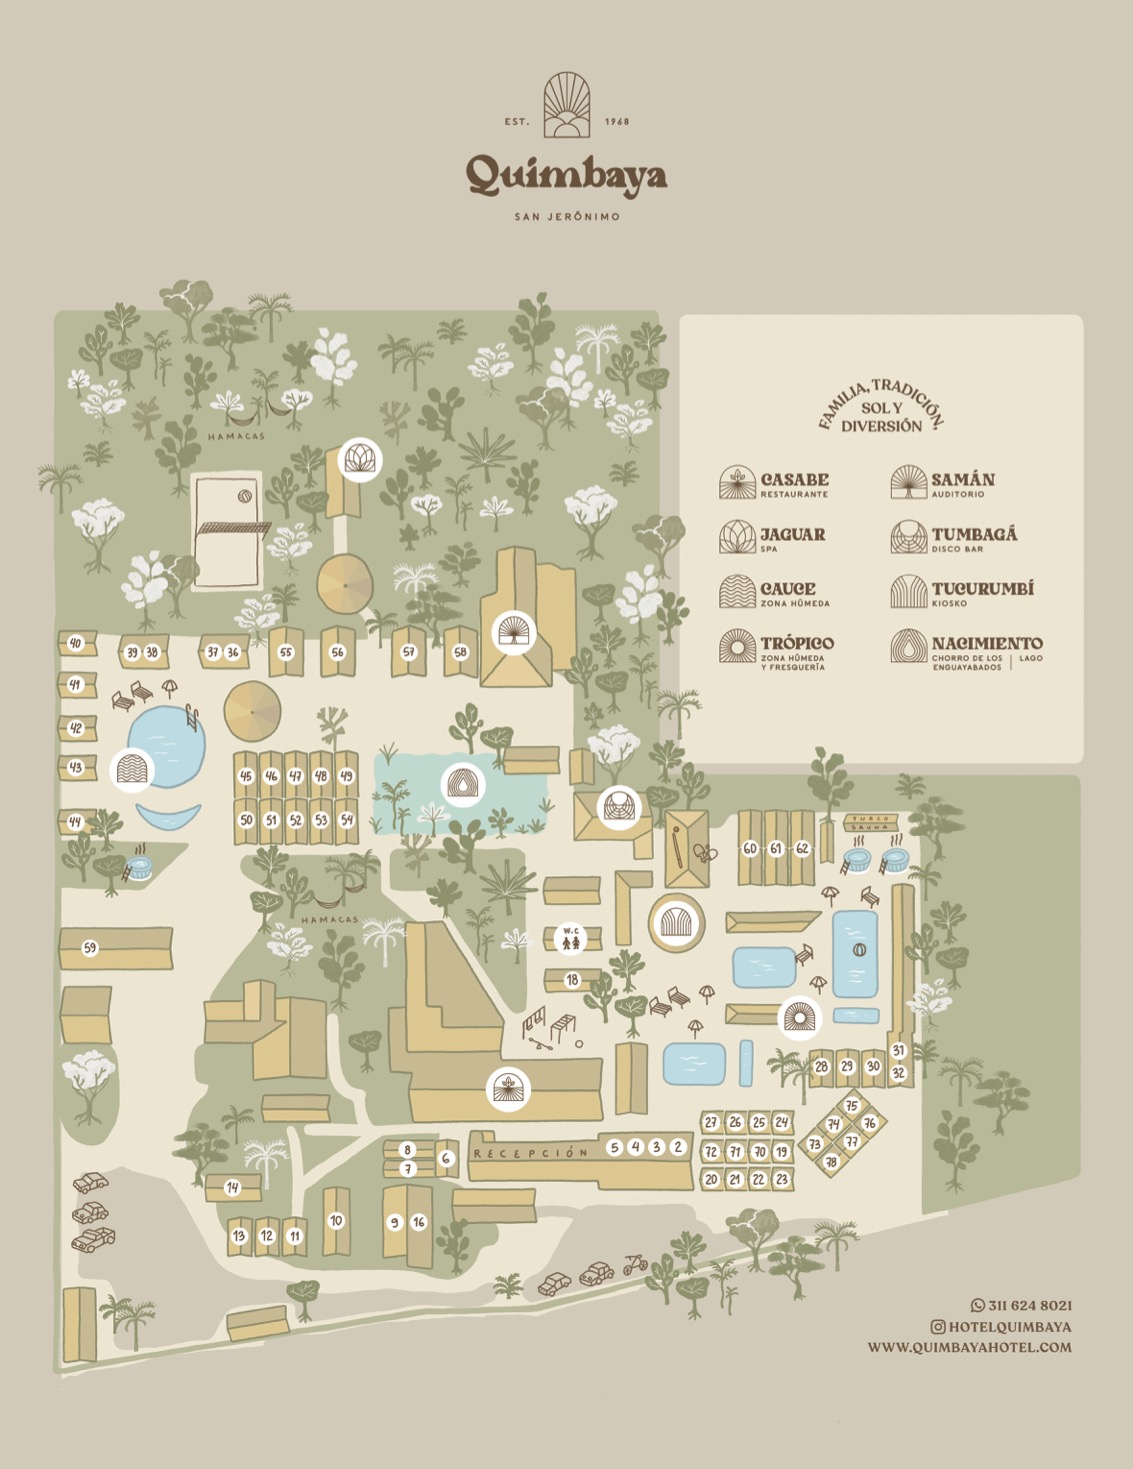 EST. 1968
Quimbaya
SAN JERÓNIMO
FAMILIA, TRADICIÓN,
SOL Y
DIVERSIÓN
CASABE
RESTAURANTE
SAMÁN
AUDITORIO
JAGUAR
SPA
TUMBAGÁ
DISCO BAR
CAUCE
ZONA HÚMEDA
TUCURUMBÍ
KIOSKO
TRÓPICO
ZONA HÚMEDA
Y FRESQUERÍA
NACIMIENTO
CHORRO DE LOS | LAGO
ENGUAYABADOS
HAMACAS
40
39 38
37 36
55
56
57
58
41
42
43
44
45 46 47 48 49
50 51 52 53 54
TURCO
SAUNA
60 61 62
HAMACAS
59
W.C
18
31
28 29 30 32
75
74 76
73 77
78
27 26 25 24
72 71 70 19
20 21 22 23
RECEPCIÓN 5 4 3 2
8
7
6
14
13 12 11
10
9 16
311 624 8021
HOTELQUIMBAYA
WWW.QUIMBAYAHOTEL.COM